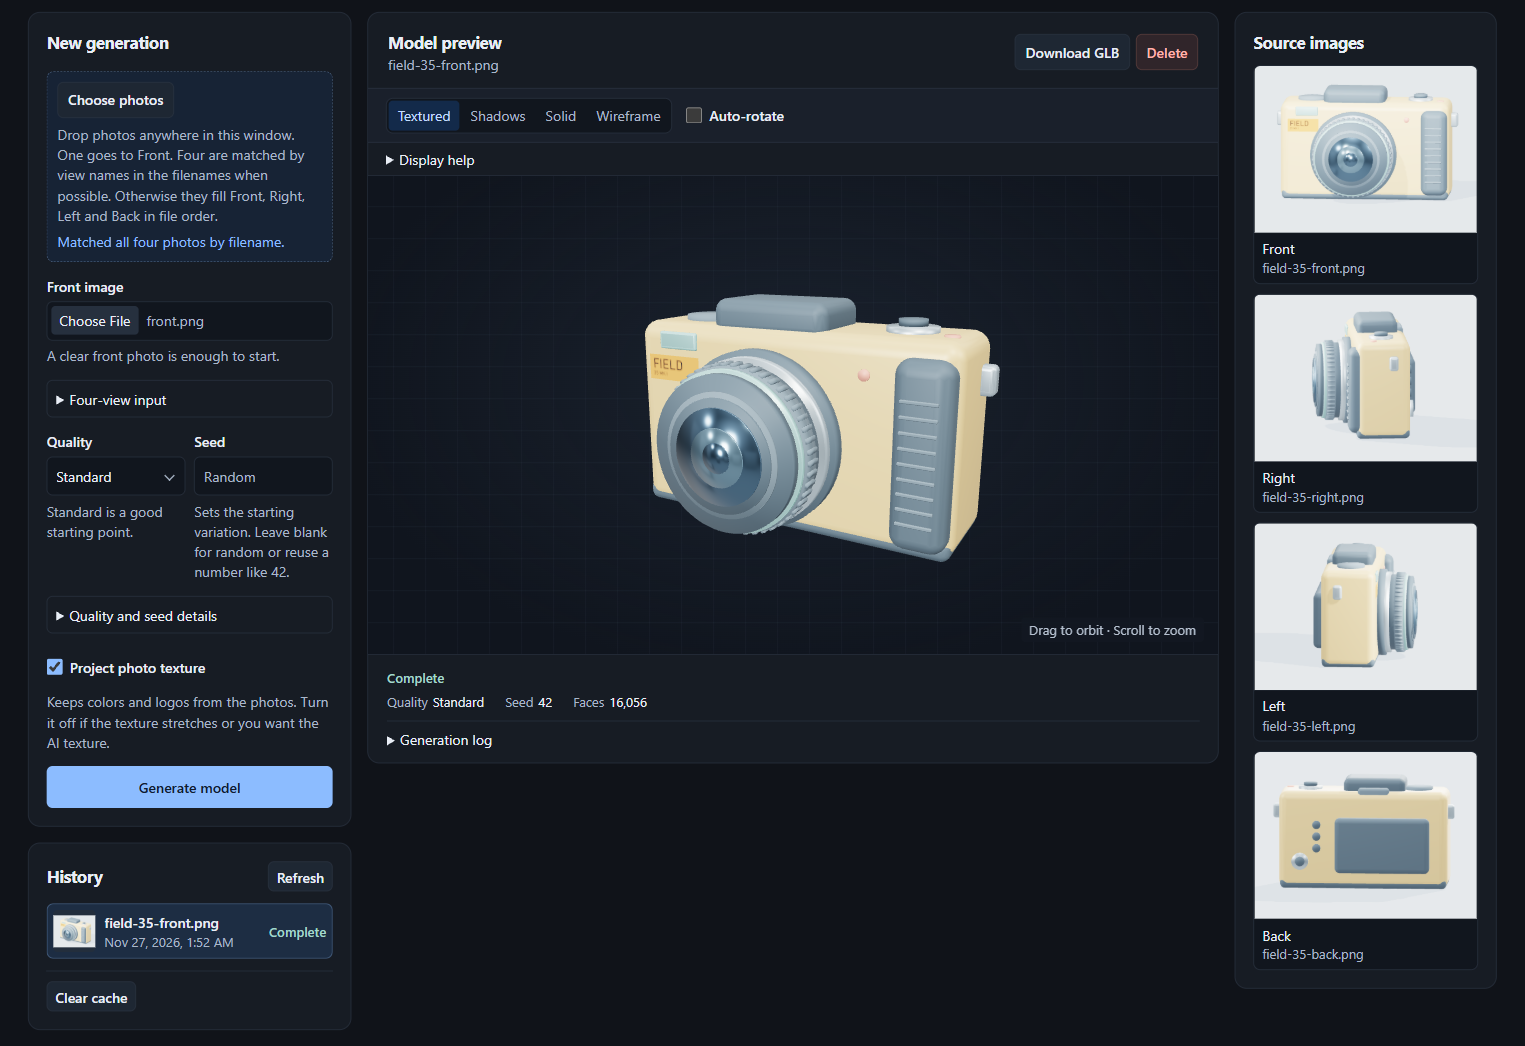 New generation
Choose photos
Drop photos anywhere in this window.
One goes to Front. Four are matched by
view names in the filenames when
possible. Otherwise they fill Front, Right,
Left and Back in file order.
Matched all four photos by filename.
Front image
Choose File front.png
A clear front photo is enough to start.
Four-view input
Quality Seed
Standard Random
Standard is a good
starting point.
Sets the starting
variation. Leave blank
for random or reuse a
number like 42.
Quality and seed details
Project photo texture
Keeps colors and logos from the photos. Turn
it off if the texture stretches or you want the
AI texture.
Generate model
History Refresh
field-35-front.png
Nov 27, 2026, 1:52 AM
Complete
Clear cache
Model preview
field-35-front.png
Download GLB Delete
Textured Shadows Solid Wireframe Auto-rotate
Display help
FIELD
Drag to orbit · Scroll to zoom
Complete
Quality Standard Seed 42 Faces 16,056
Generation log
Source images
FIELD
Front
field-35-front.png
Right
field-35-right.png
Left
field-35-left.png
Back
field-35-back.png